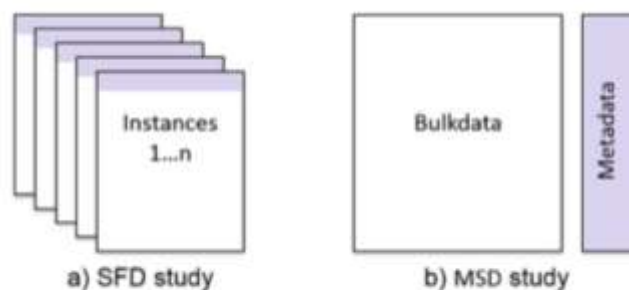 Instances
1...n
Bulkdata
Metadata
a) SFD study
b) MSD study